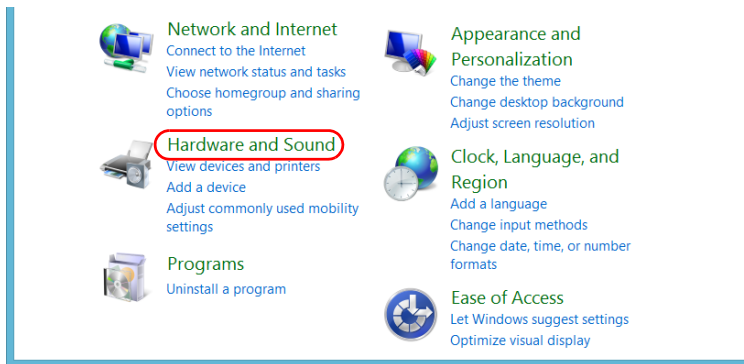 Network and Internet
Connect to the Internet
View network status and tasks
Choose homegroup and sharing
options
Hardware and Sound
View devices and printers
Add a device
Adjust commonly used mobility
settings
Programs
Uninstall a program
Appearance and
Personalization
Change the theme
Change desktop background
Adjust screen resolution
Clock, Language, and
Region
Add a language
Change input methods
Change date, time, or number
formats
Ease of Access
Let Windows suggest settings
Optimize visual display